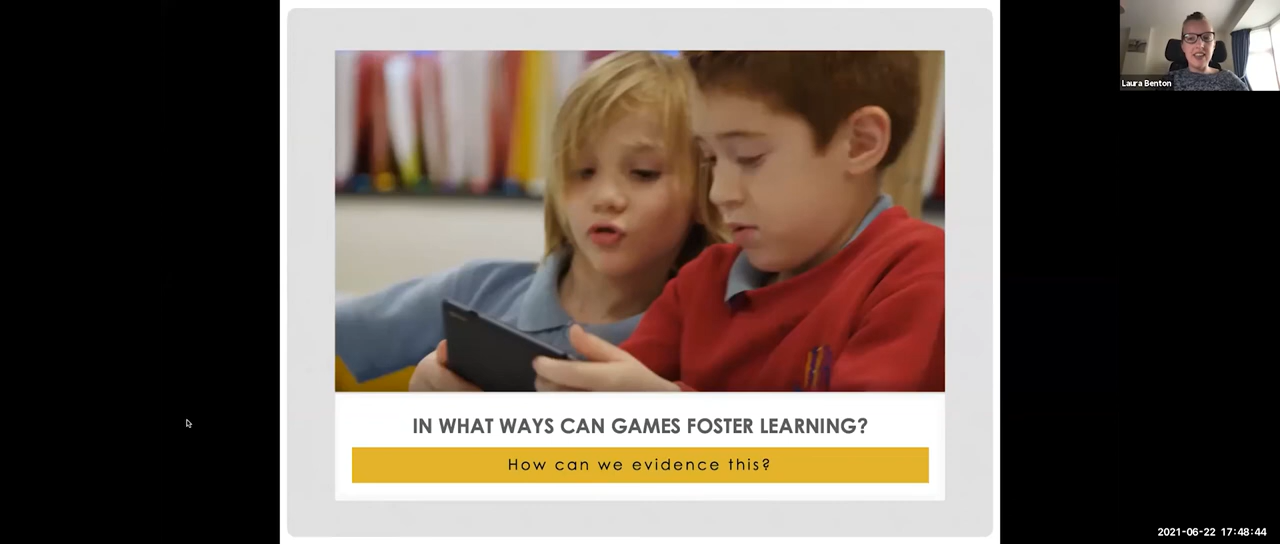 Laura Benton
IN WHAT WAYS CAN GAMES FOSTER LEARNING?
How can we evidence this?
2021-06-22 17:48:44